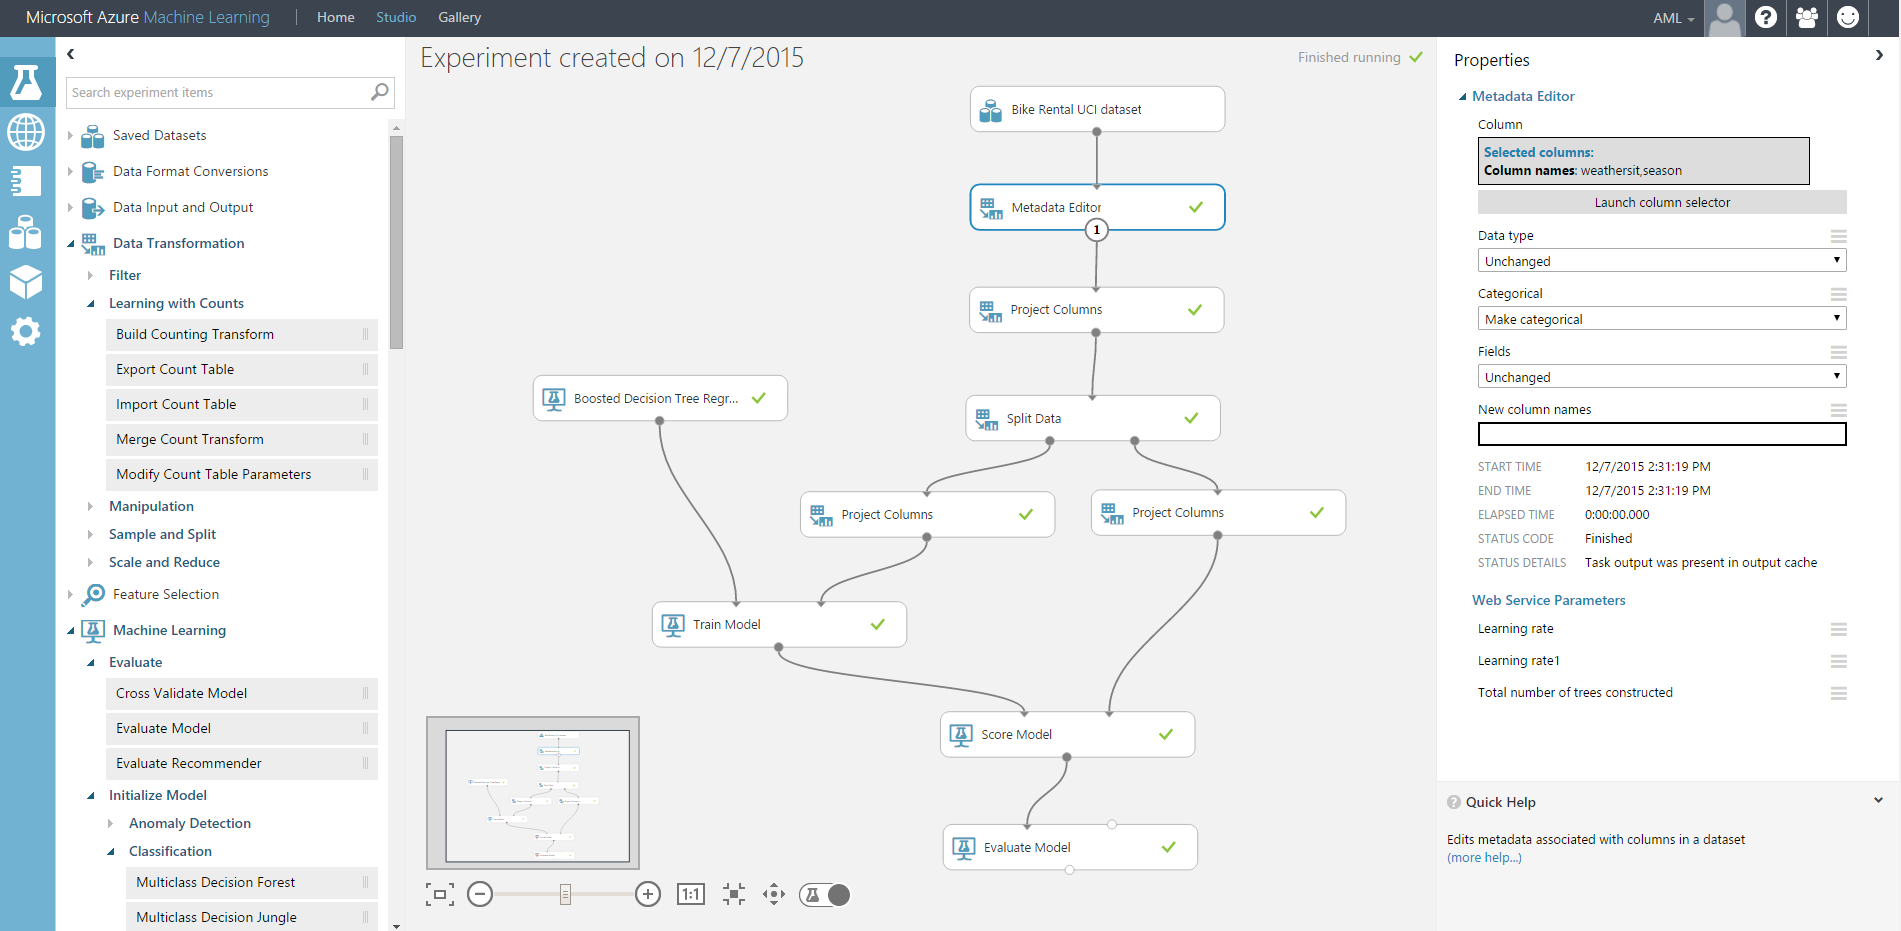 Microsoft Azure Machine Learning
Home
Studio
Gallery
AML
Search experiment items
Saved Datasets
Data Format Conversions
Data Input and Output
Data Transformation
Filter
Learning with Counts
Build Counting Transform
Export Count Table
Import Count Table
Merge Count Transform
Modify Count Table Parameters
Manipulation
Sample and Split
Scale and Reduce
Feature Selection
Machine Learning
Evaluate
Cross Validate Model
Evaluate Model
Evaluate Recommender
Initialize Model
Anomaly Detection
Classification
Multiclass Decision Forest
Multiclass Decision Jungle
Experiment created on 12/7/2015
Finished running
Bike Rental UCI dataset
Metadata Editor
1
Project Columns
Boosted Decision Tree Regr...
Split Data
Project Columns
Project Columns
Train Model
Score Model
Evaluate Model
1:1
Properties
Metadata Editor
Column
Selected columns:
Column names: weathersit,season
Launch column selector
Data type
Unchanged
Categorical
Make categorical
Fields
Unchanged
New column names
START TIME 12/7/2015 2:31:19 PM
END TIME 12/7/2015 2:31:19 PM
ELAPSED TIME 0:00:00.000
STATUS CODE Finished
STATUS DETAILS Task output was present in output cache
Web Service Parameters
Learning rate
Learning rate1
Total number of trees constructed
Quick Help
Edits metadata associated with columns in a dataset
(more help...)